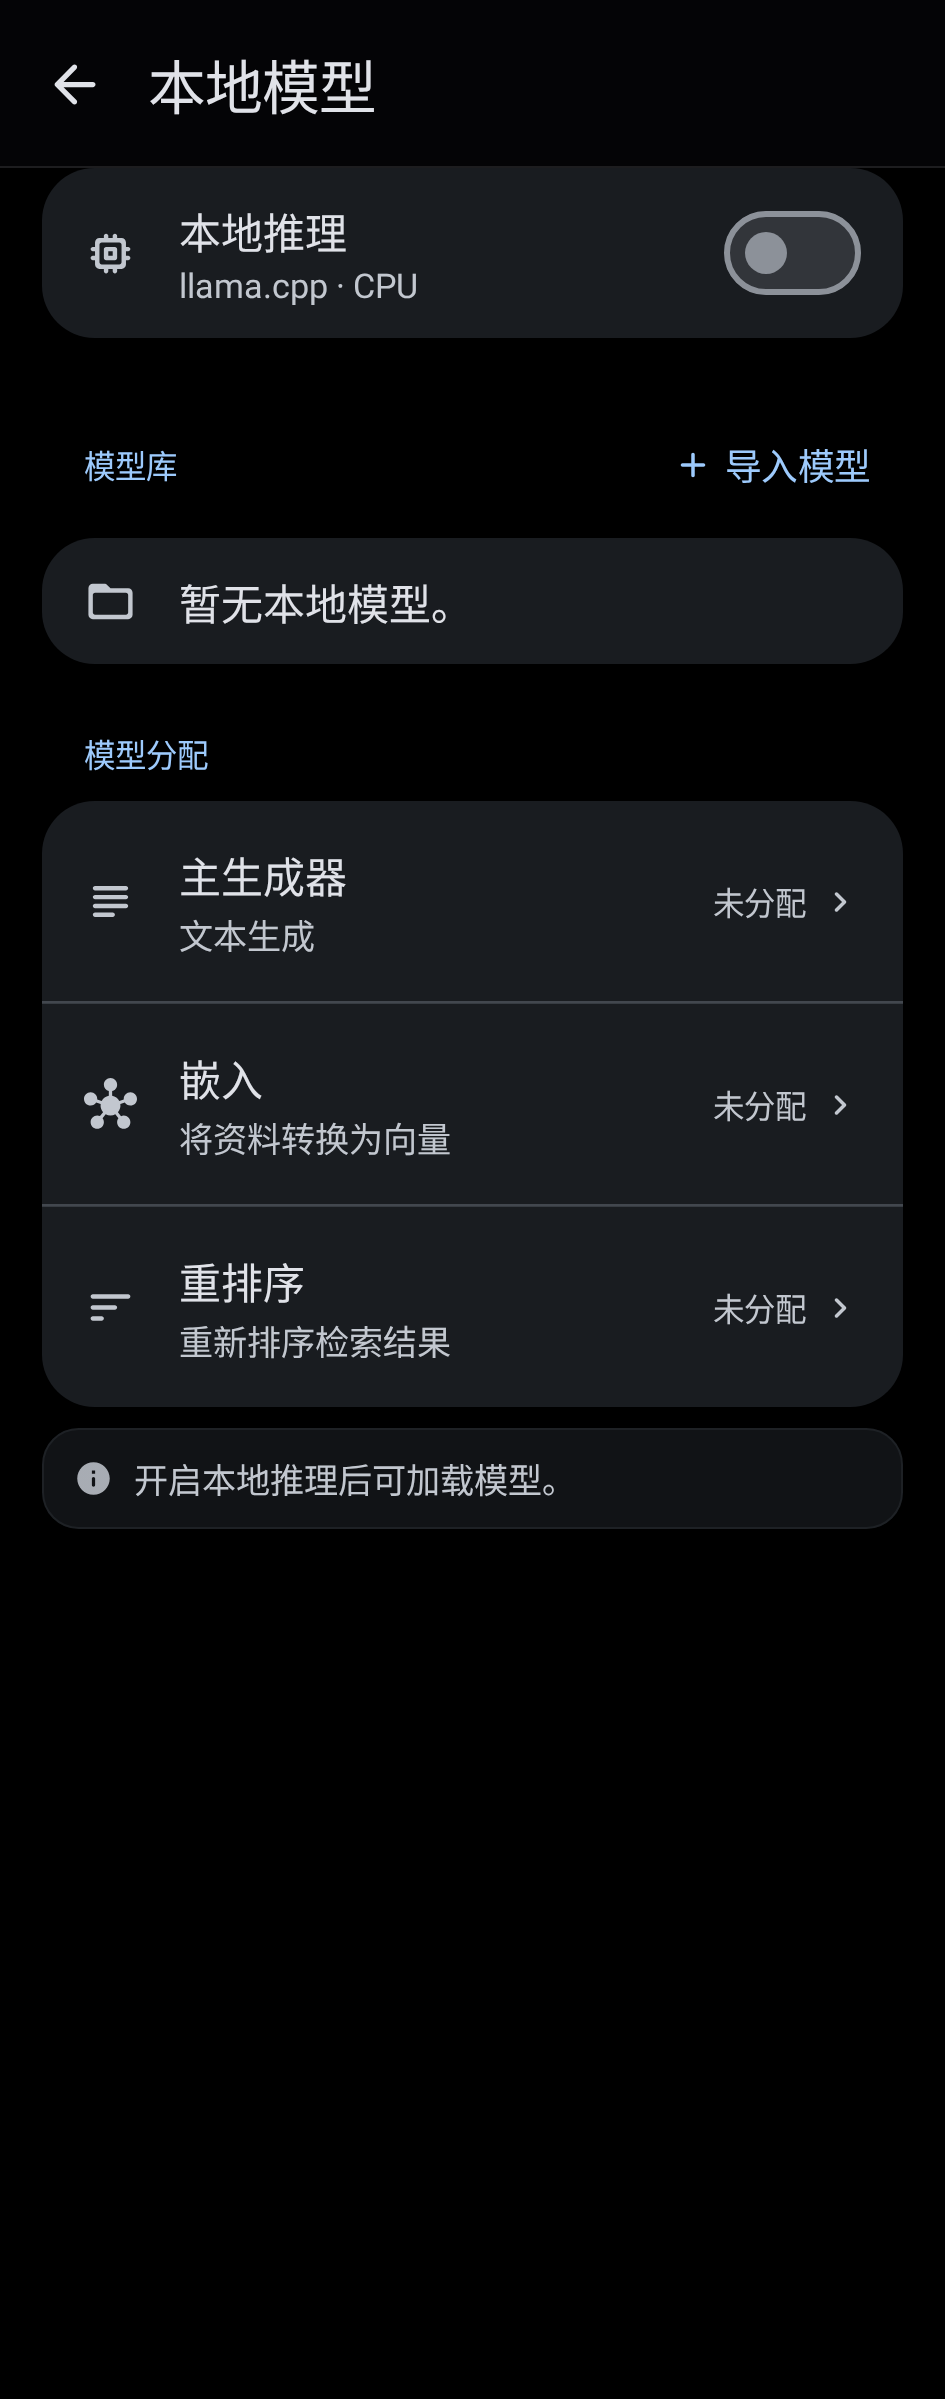 本地模型
本地推理
llama.cpp · CPU
模型库
+ 导入模型
暂无本地模型。
模型分配
主生成器
文本生成
未分配
嵌入
将资料转换为向量
未分配
重排序
重新排序检索结果
未分配
开启本地推理后可加载模型。